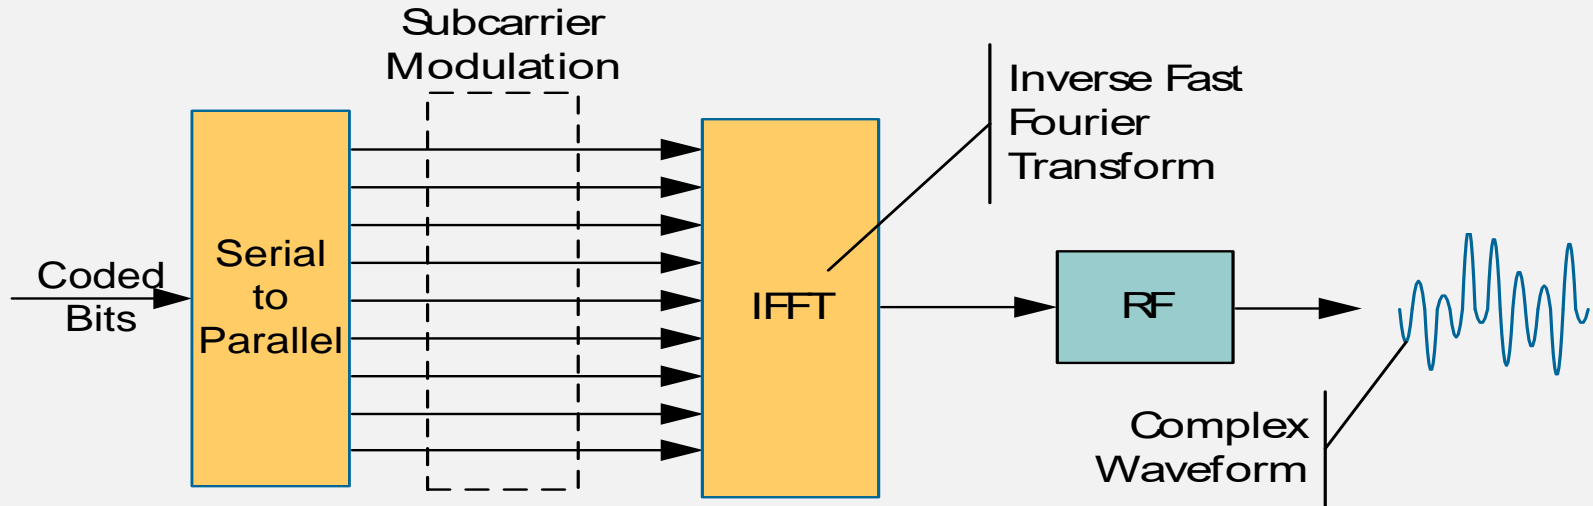 Subcarrier
Modulation
Inverse Fast
Fourier
Transform
Coded
Bits
Serial
to
Parallel
IFFT
RF
Complex
Waveform